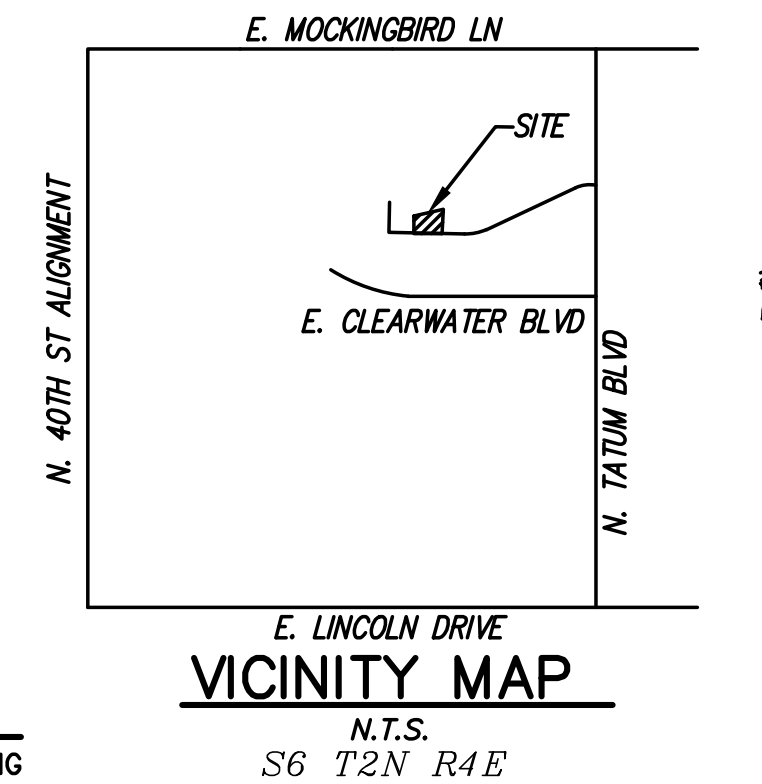 E. MOCKINGBIRD LN
SITE
N. 40TH ST ALIGNMENT
E. CLEARWATER BLVD
N. TATUM BLVD
E. LINCOLN DRIVE
VICINITY MAP
N.T.S.
S6 T2N R4E